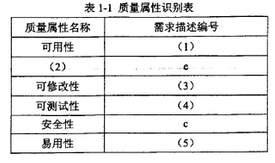 表 1-1 质量属性识别表
质量属性名称 需求描述编号
可用性 （1）
（2） e
可修改性 （3）
可测试性 （4）
安全性 c
易用性 （5）